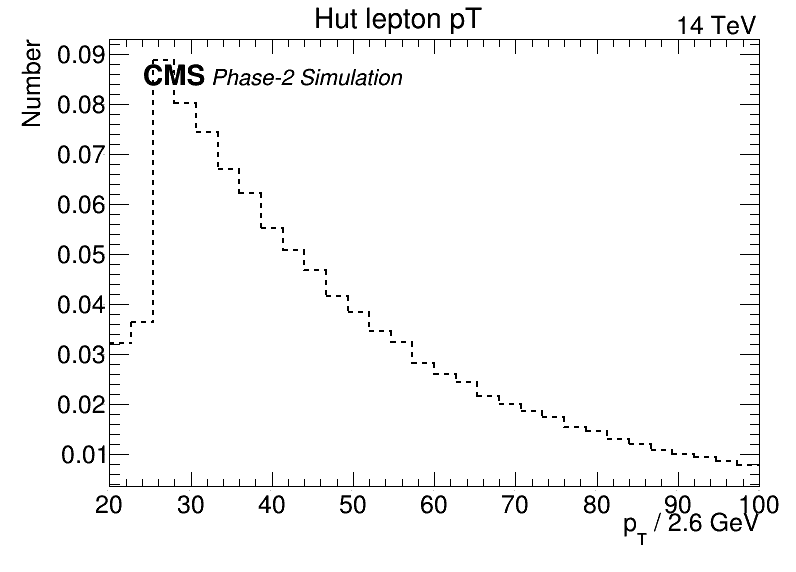 Hut lepton pT
14 TeV
Number
CMS Phase-2 Simulation
0.09
0.08
0.07
0.06
0.05
0.04
0.03
0.02
0.01
20 30 40 50 60 70 80 90 100
p_T / 2.6 GeV